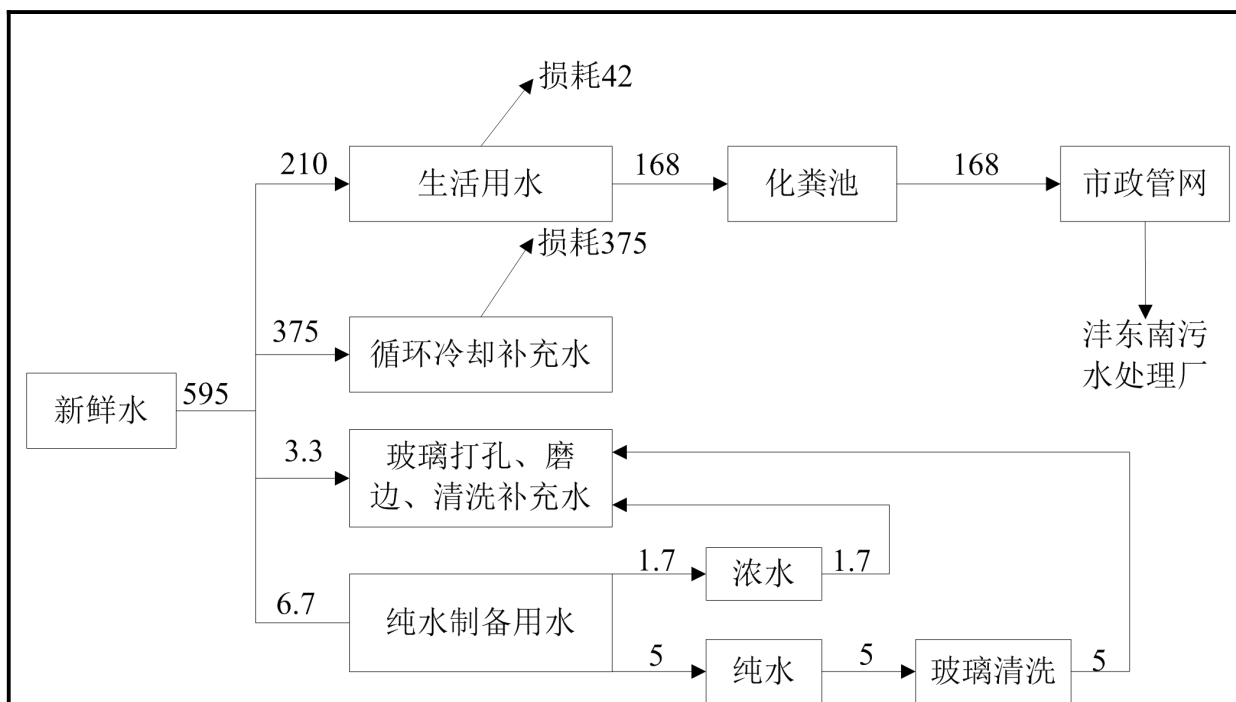 损耗42
210
生活用水
168
化粪池
168
市政管网
损耗375
375
循环冷却补充水
沣东南污
水处理厂
新鲜水
595
3.3
玻璃打孔、磨
边、清洗补充水
1.7
浓水
1.7
6.7
纯水制备用水
5
纯水
5
玻璃清洗
5